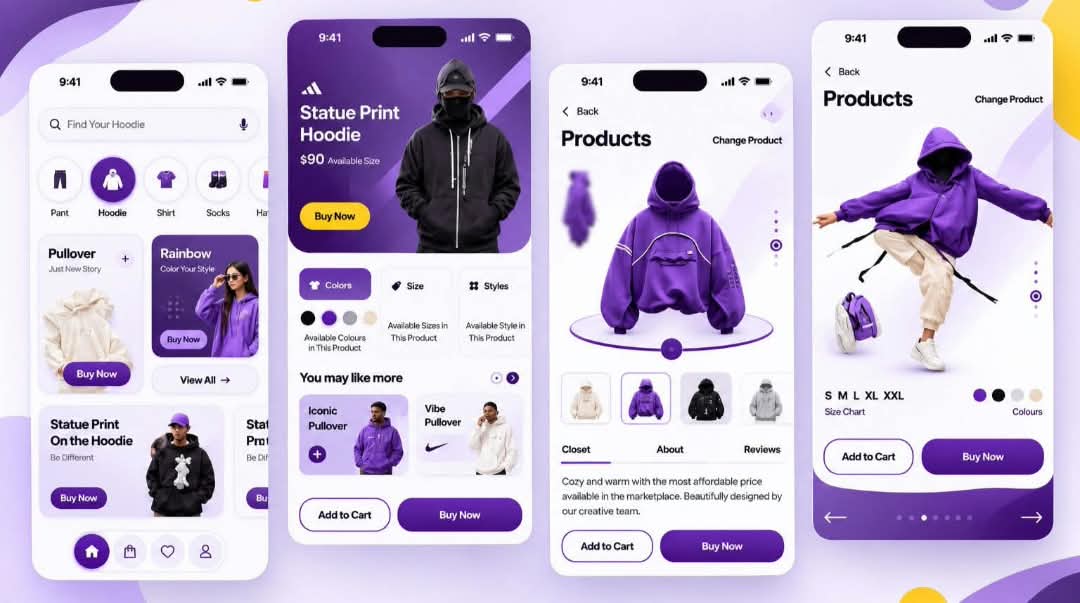 9:41
Find Your Hoodie
Pant
Hoodie
Shirt
Socks
Ha
Pullover
Just New Story
+
Buy Now
Rainbow
Color Your Style
Buy Now
View All →
Statue Print
On the Hoodie
Be Different
Buy Now
Stat
Be Dif
Bu
9:41
Statue Print
Hoodie
$90 Available Size
Buy Now
Colors
Size
Styles
Available Colours
in This Product
Available Sizes in
This Product
Available Style in
This Product
You may like more
Iconic
Pullover
+
Vibe
Pullover
Add to Cart
Buy Now
9:41
Back
Products
Change Product
Closet
About
Reviews
Cozy and warm with the most affordable price
available in the marketplace. Beautifully designed by
our creative team.
Add to Cart
Buy Now
9:41
Back
Products
Change Product
S M L XL XXL
Size Chart
Colours
Add to Cart
Buy Now